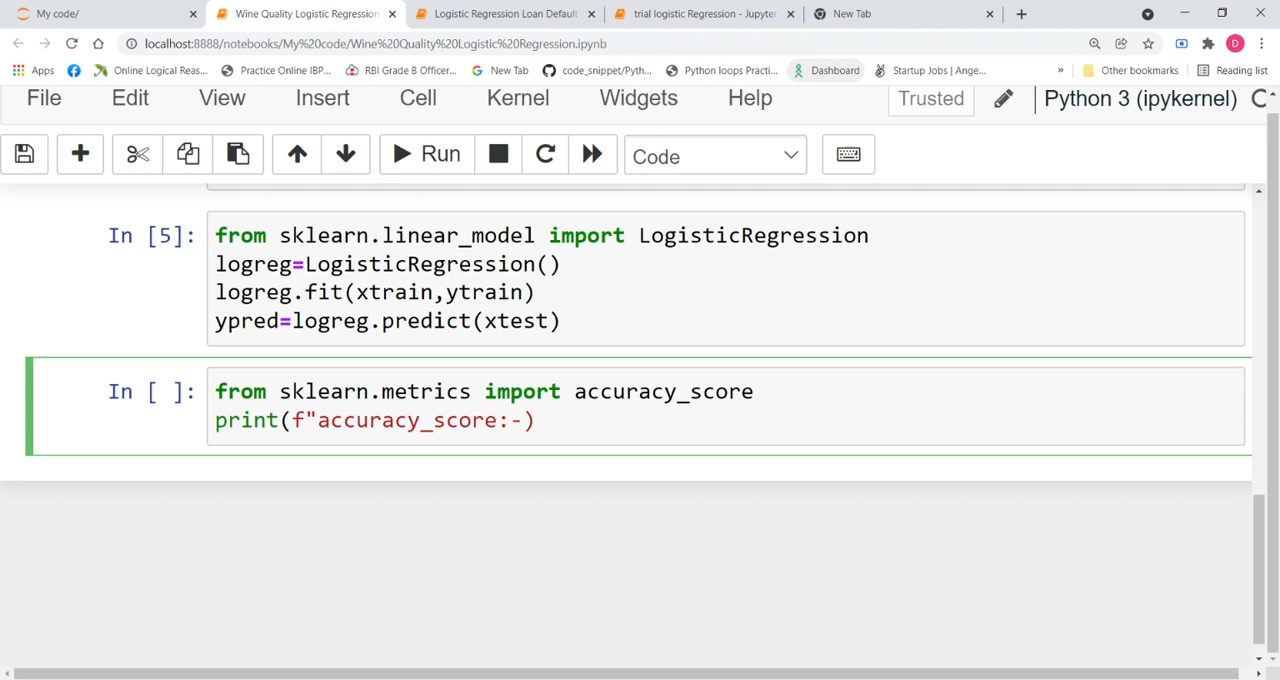 My code/
Wine Quality Logistic Regression
Logistic Regression Loan Default
trial logistic Regression - Jupyter
New Tab
localhost:8888/notebooks/My%20code/Wine%20Quality%20Logistic%20Regression.ipynb
D
Apps
Online Logical Reas...
Practice Online IBP...
RBI Grade B Officer...
New Tab
code_snippet/Pyth...
Python loops Practi...
Dashboard
Startup Jobs | Ange...
»
Other bookmarks
Reading list
File Edit View Insert Cell Kernel Widgets Help
Trusted
Python 3 (ipykernel)
Run
Code
In [5]:
from sklearn.linear_model import LogisticRegression
logreg=LogisticRegression()
logreg.fit(xtrain,ytrain)
ypred=logreg.predict(xtest)
In [ ]:
from sklearn.metrics import accuracy_score
print(f"accuracy_score:-)